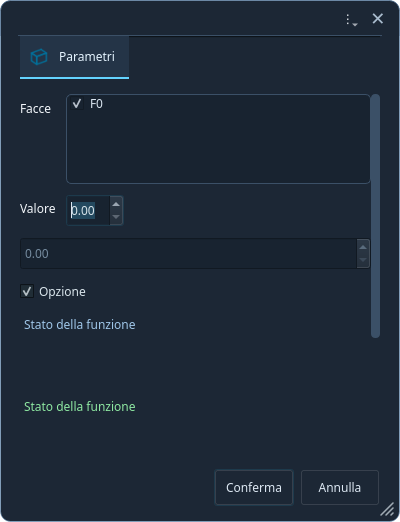 Parametri
Facce
F0
Valore
0.00
0.00
Opzione
Stato della funzione
Stato della funzione
Conferma
Annulla